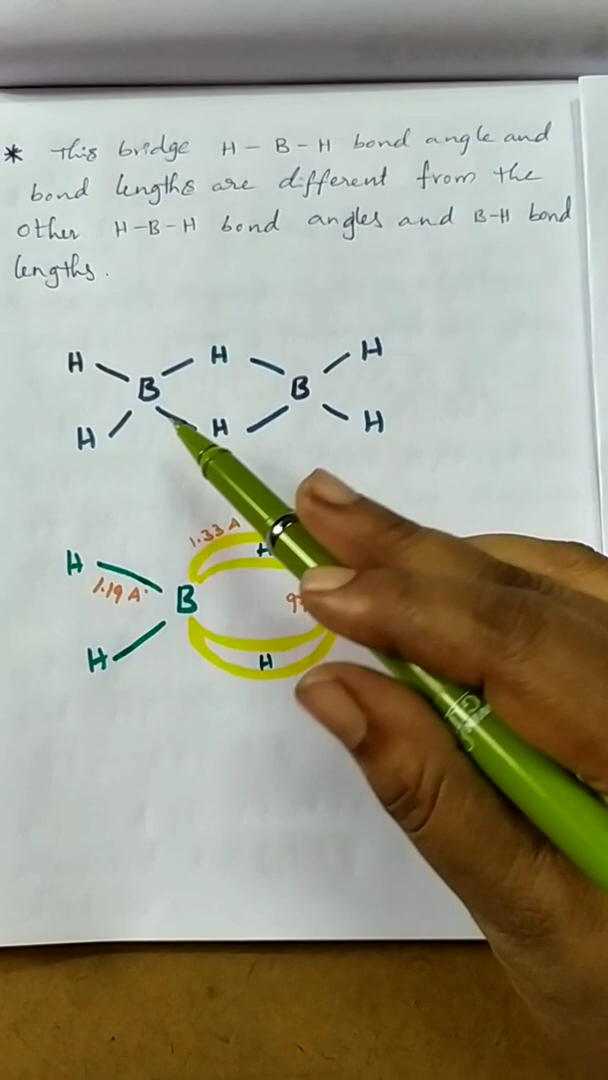 * This bridge H - B - H bond angle and
bond lengths are different from the
other H-B-H bond angles and B-H bond
lengths.
H H H
B B
H H H
1.33 A
H H
1.19 A°
B
H H